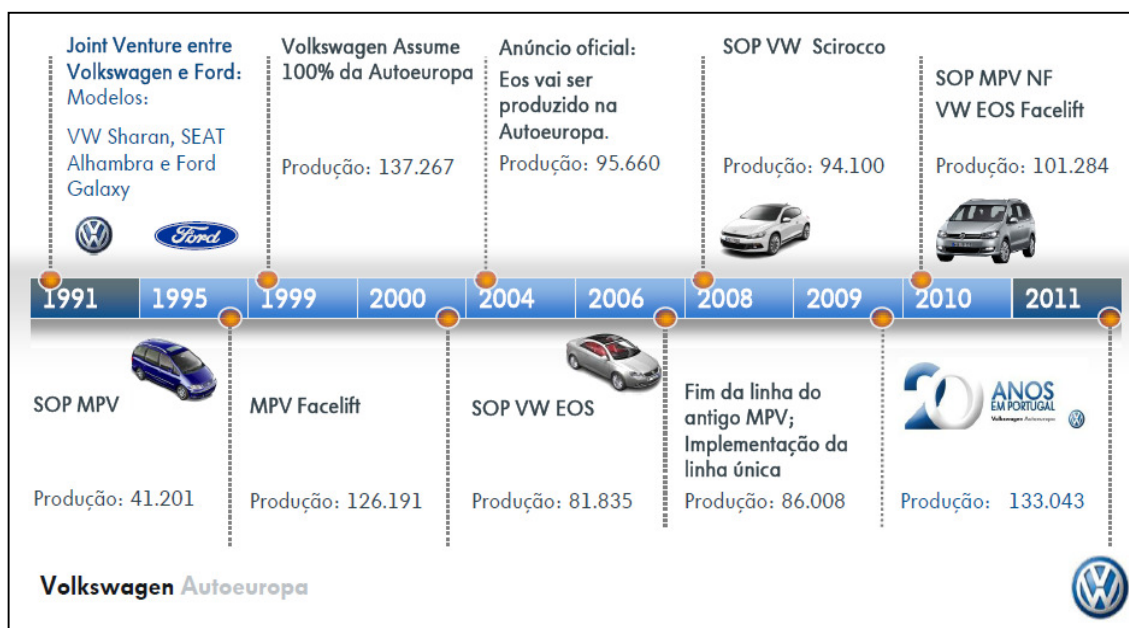 Joint Venture entre
Volkswagen e Ford:
Modelos:
VW Sharan, SEAT
Alhambra e Ford
Galaxy
Ford
Volkswagen Assume
100% da Autoeuropa
Produção: 137.267
Anúncio oficial:
Eos vai ser
produzido na
Autoeuropa.
Produção: 95.660
SOP VW Scirocco
Produção: 94.100
SOP MPV NF
VW EOS Facelift
Produção: 101.284
1991 1995 1999 2000 2004 2006 2008 2009 2010 2011
SOP MPV
Produção: 41.201
MPV Facelift
Produção: 126.191
SOP VW EOS
Produção: 81.835
Fim da linha do
antigo MPV;
Implementação da
linha única
Produção: 86.008
20 ANOS
EM PORTUGAL
Volkswagen Autoeuropa
Produção: 133.043
Volkswagen Autoeuropa